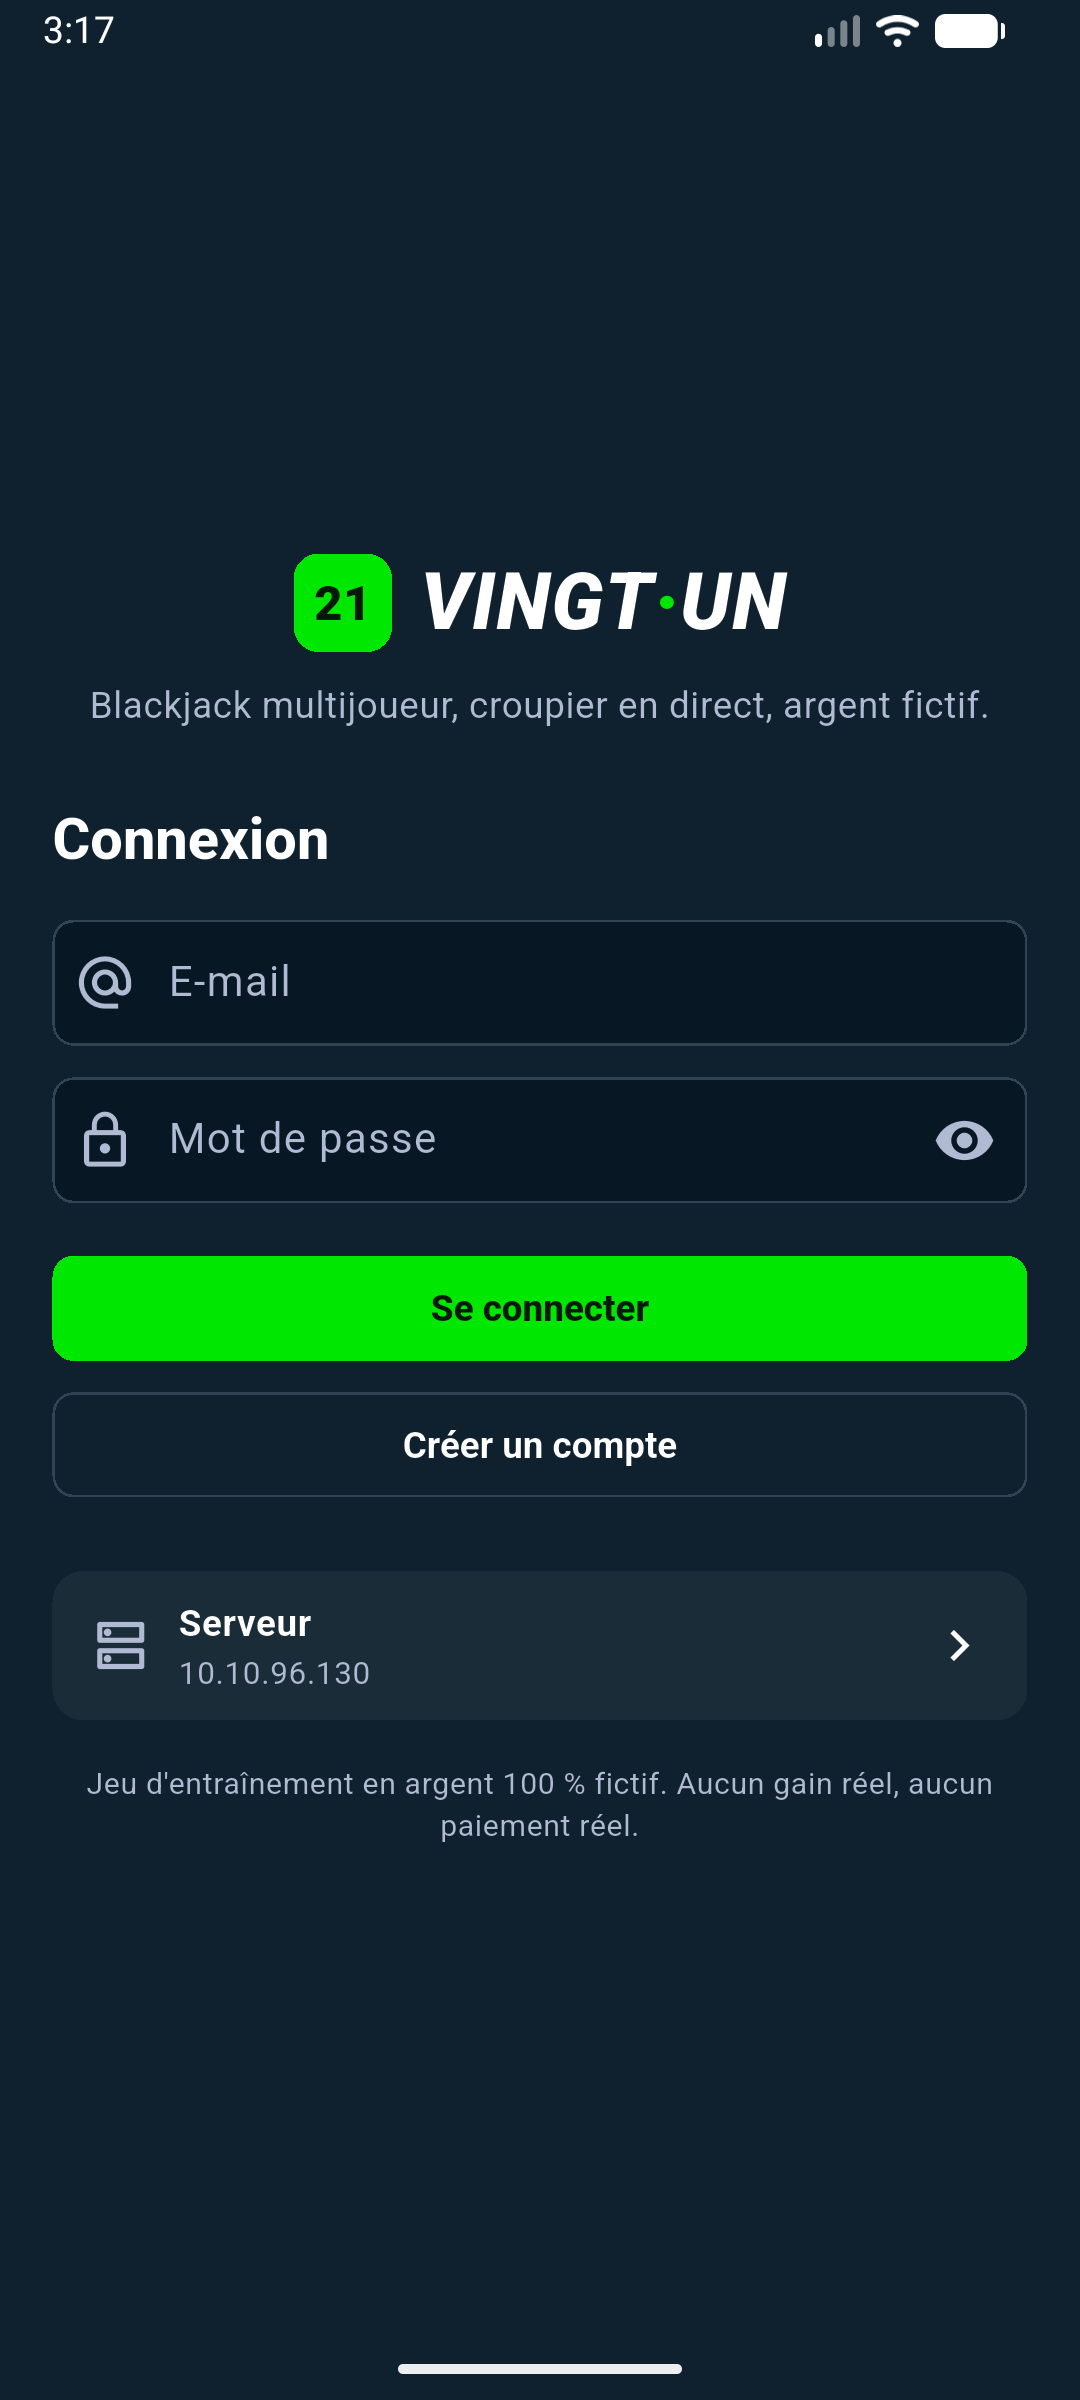 3:17
21 VINGT·UN
Blackjack multijoueur, croupier en direct, argent fictif.
Connexion
E-mail
Mot de passe
Se connecter
Créer un compte
Serveur
10.10.96.130
Jeu d'entraînement en argent 100 % fictif. Aucun gain réel, aucun
paiement réel.